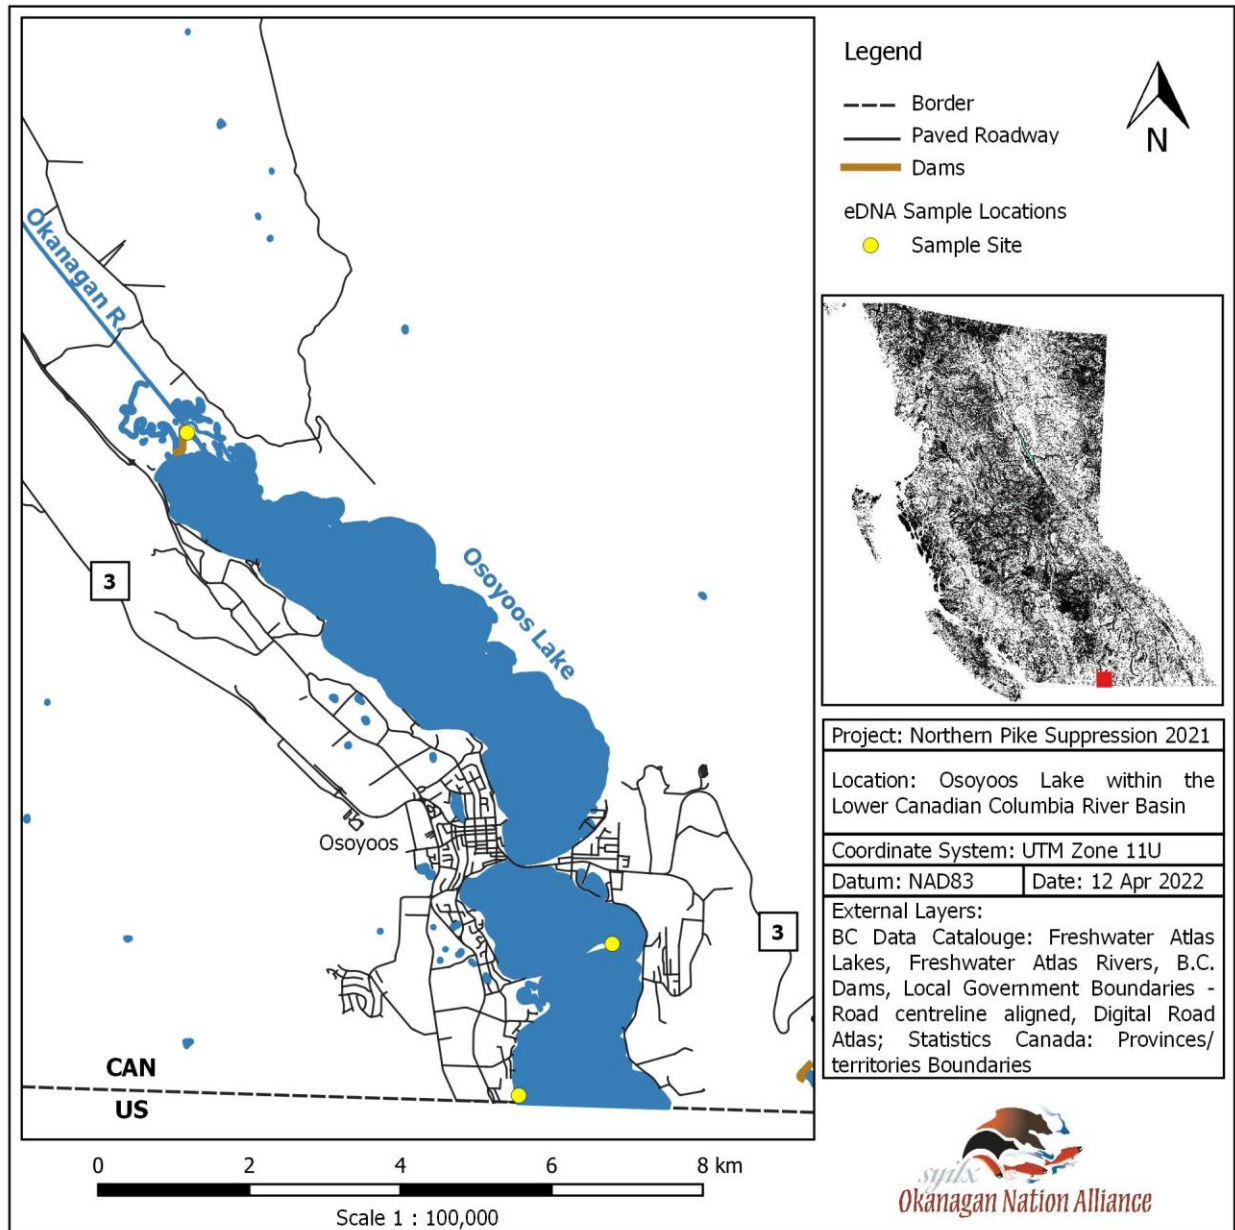 Okanagan R.
Osoyoos Lake
3
Osoyoos
3
CAN
US
0 2 4 6 8 km
Scale 1 : 100,000
Legend
Border
Paved Roadway
Dams
eDNA Sample Locations
Sample Site
N
Project: Northern Pike Suppression 2021
Location: Osoyoos Lake within the
Lower Canadian Columbia River Basin
Coordinate System: UTM Zone 11U
Datum: NAD83
Date: 12 Apr 2022
External Layers:
BC Data Catalouge: Freshwater Atlas
Lakes, Freshwater Atlas Rivers, B.C.
Dams, Local Government Boundaries -
Road centreline aligned, Digital Road
Atlas; Statistics Canada: Provinces/
territories Boundaries
syilx
Okanagan Nation Alliance